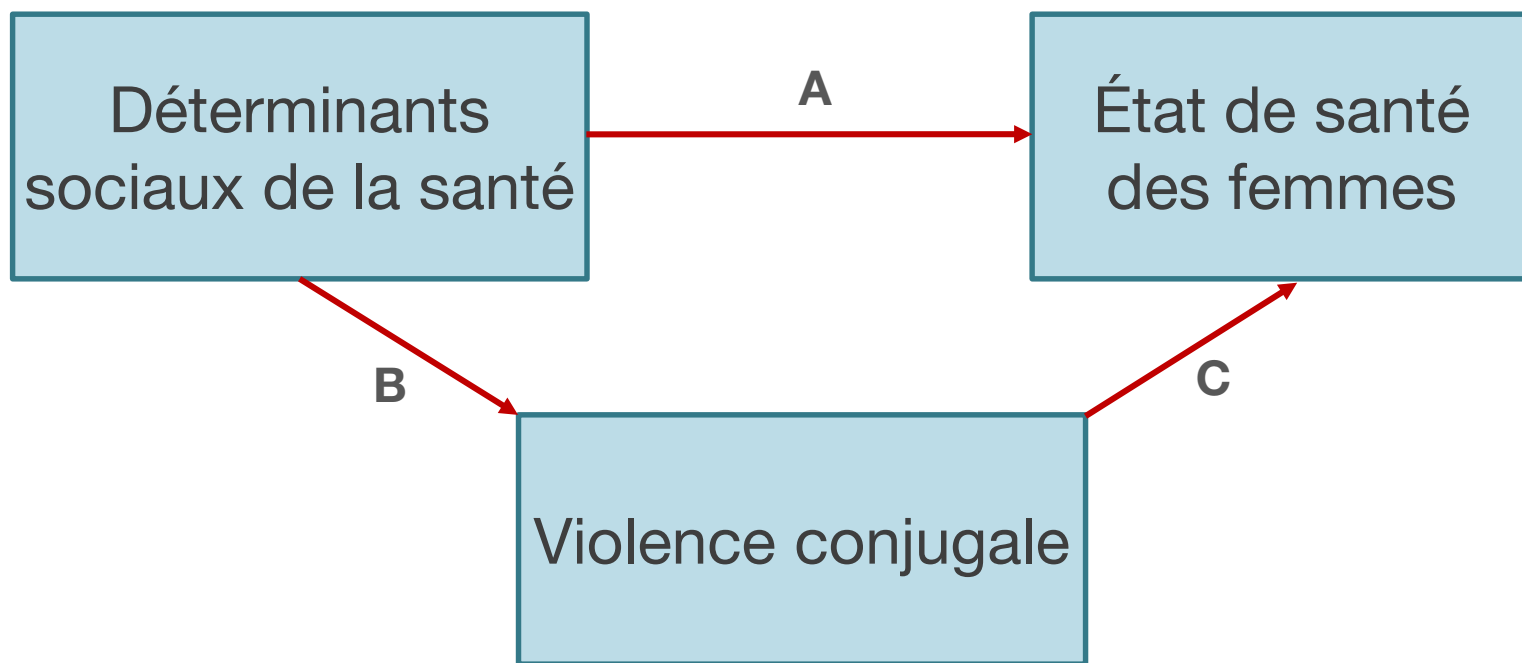 Déterminants
sociaux de la santé
A
État de santé
des femmes
B
C
Violence conjugale